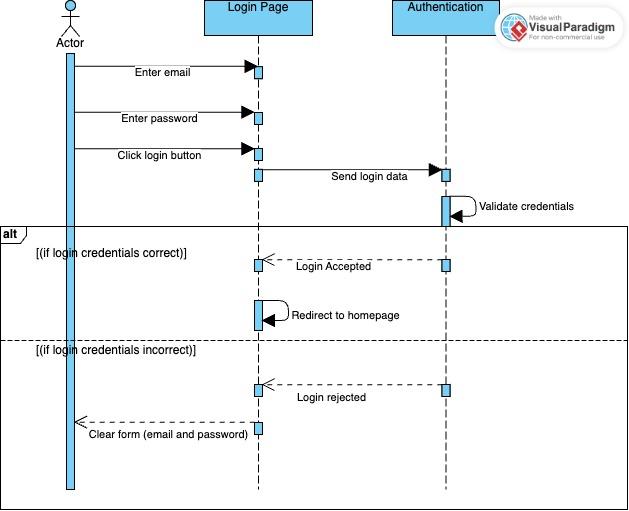 Login Page
Authentication
Made with
VisualParadigm
For non-commercial use
Actor
Enter email
Enter password
Click login button
Send login data
Validate credentials
alt
[(if login credentials correct)]
Login Accepted
Redirect to homepage
[(if login credentials incorrect)]
Login rejected
Clear form (email and password)